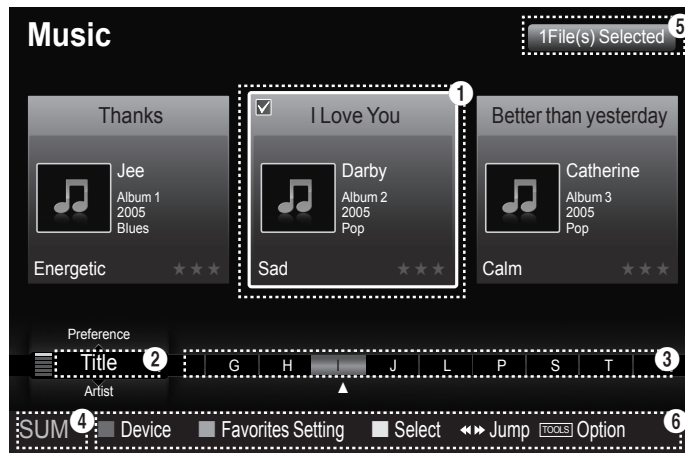 Music
1File(s) Selected
5
1
Thanks
Jee
Album 1
2005
Blues
Energetic
I Love You
Darby
Album 2
2005
Pop
Sad
Better than yesterday
Catherine
Album 3
2005
Pop
Calm
Preference
Title
Artist
2
G H I J L P S T
3
SUM
4
Device Favorites Setting Select Jump TOOLS Option
6